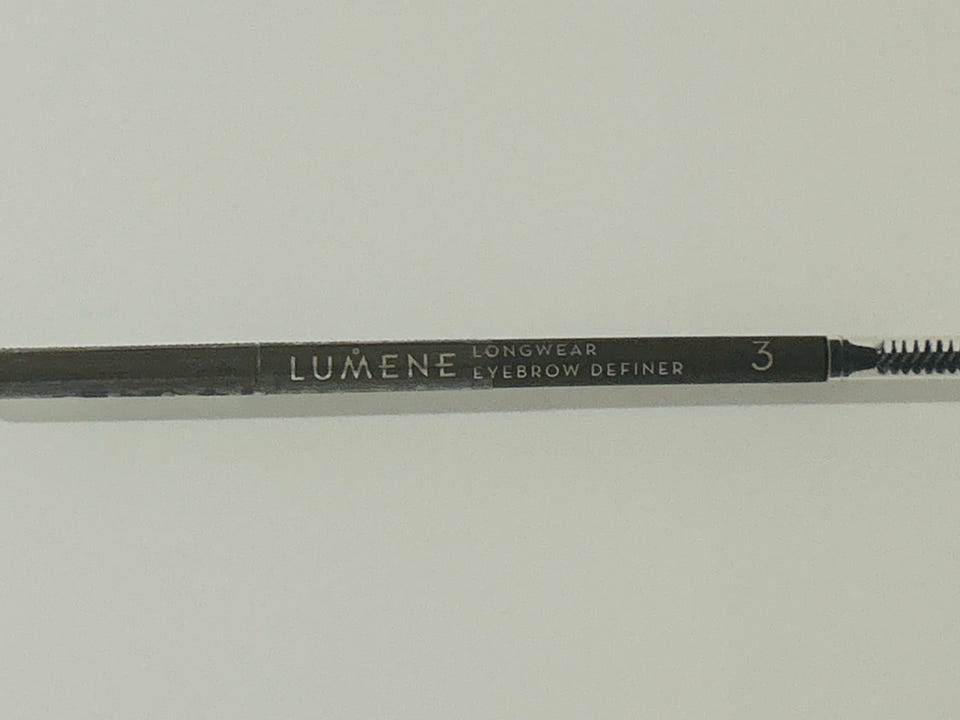 LUMENE
LONGWEAR
EYEBROW DEFINER
3